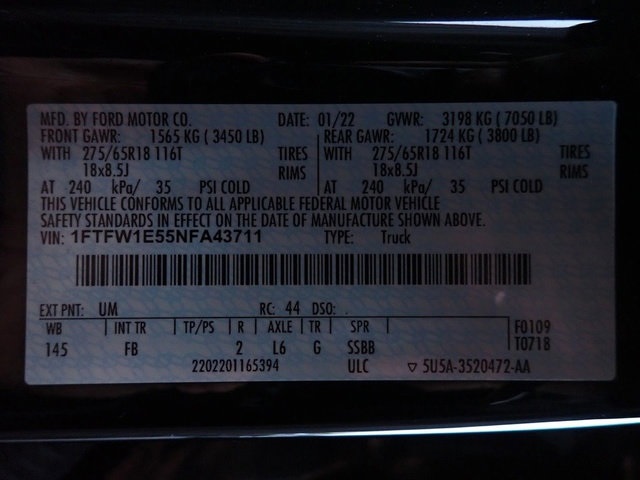 MFD. BY FORD MOTOR CO. DATE: 01/22 GVWR: 3198 KG (7050 LB)
FRONT GAWR: 1565 KG (3450 LB) REAR GAWR: 1724 KG (3800 LB)
WITH 275/65R18 116T TIRES WITH 275/65R18 116T TIRES
18x8.5J RIMS 18x8.5J RIMS
AT 240 kPa/ 35 PSI COLD AT 240 kPa/ 35 PSI COLD
THIS VEHICLE CONFORMS TO ALL APPLICABLE FEDERAL MOTOR VEHICLE
SAFETY STANDARDS IN EFFECT ON THE DATE OF MANUFACTURE SHOWN ABOVE.
VIN: 1FTFW1E55NFA43711 TYPE: Truck
EXT PNT: UM RC: 44 DSO:
WB INT TR TP/PS R AXLE TR SPR F0109
145 FB 2 L6 G SSBB T0718
2202201165394 ULC ▽ 5U5A-3520472-AA